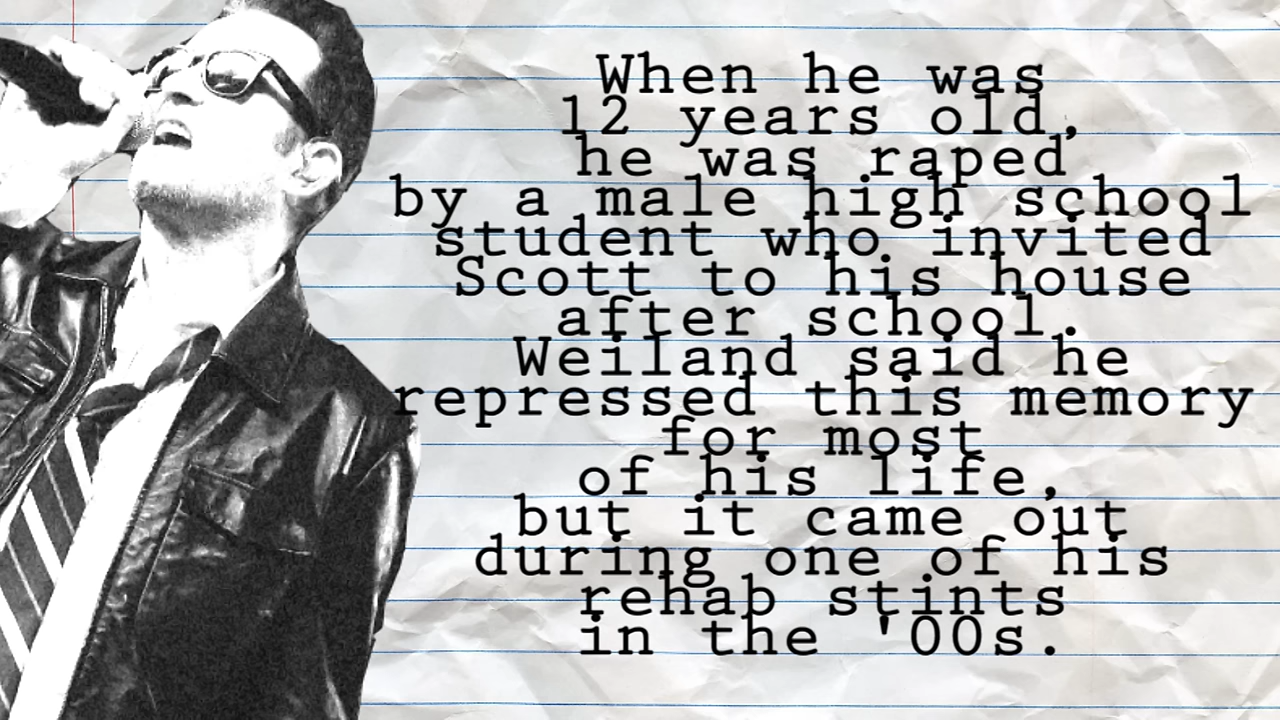 When he was
12 years old,
he was raped
by a male high school
student who invited
Scott to his house
after school.
Weiland said he
repressed this memory
for most
of his life,
but it came out
during one of his
rehab stints
in the '00s.